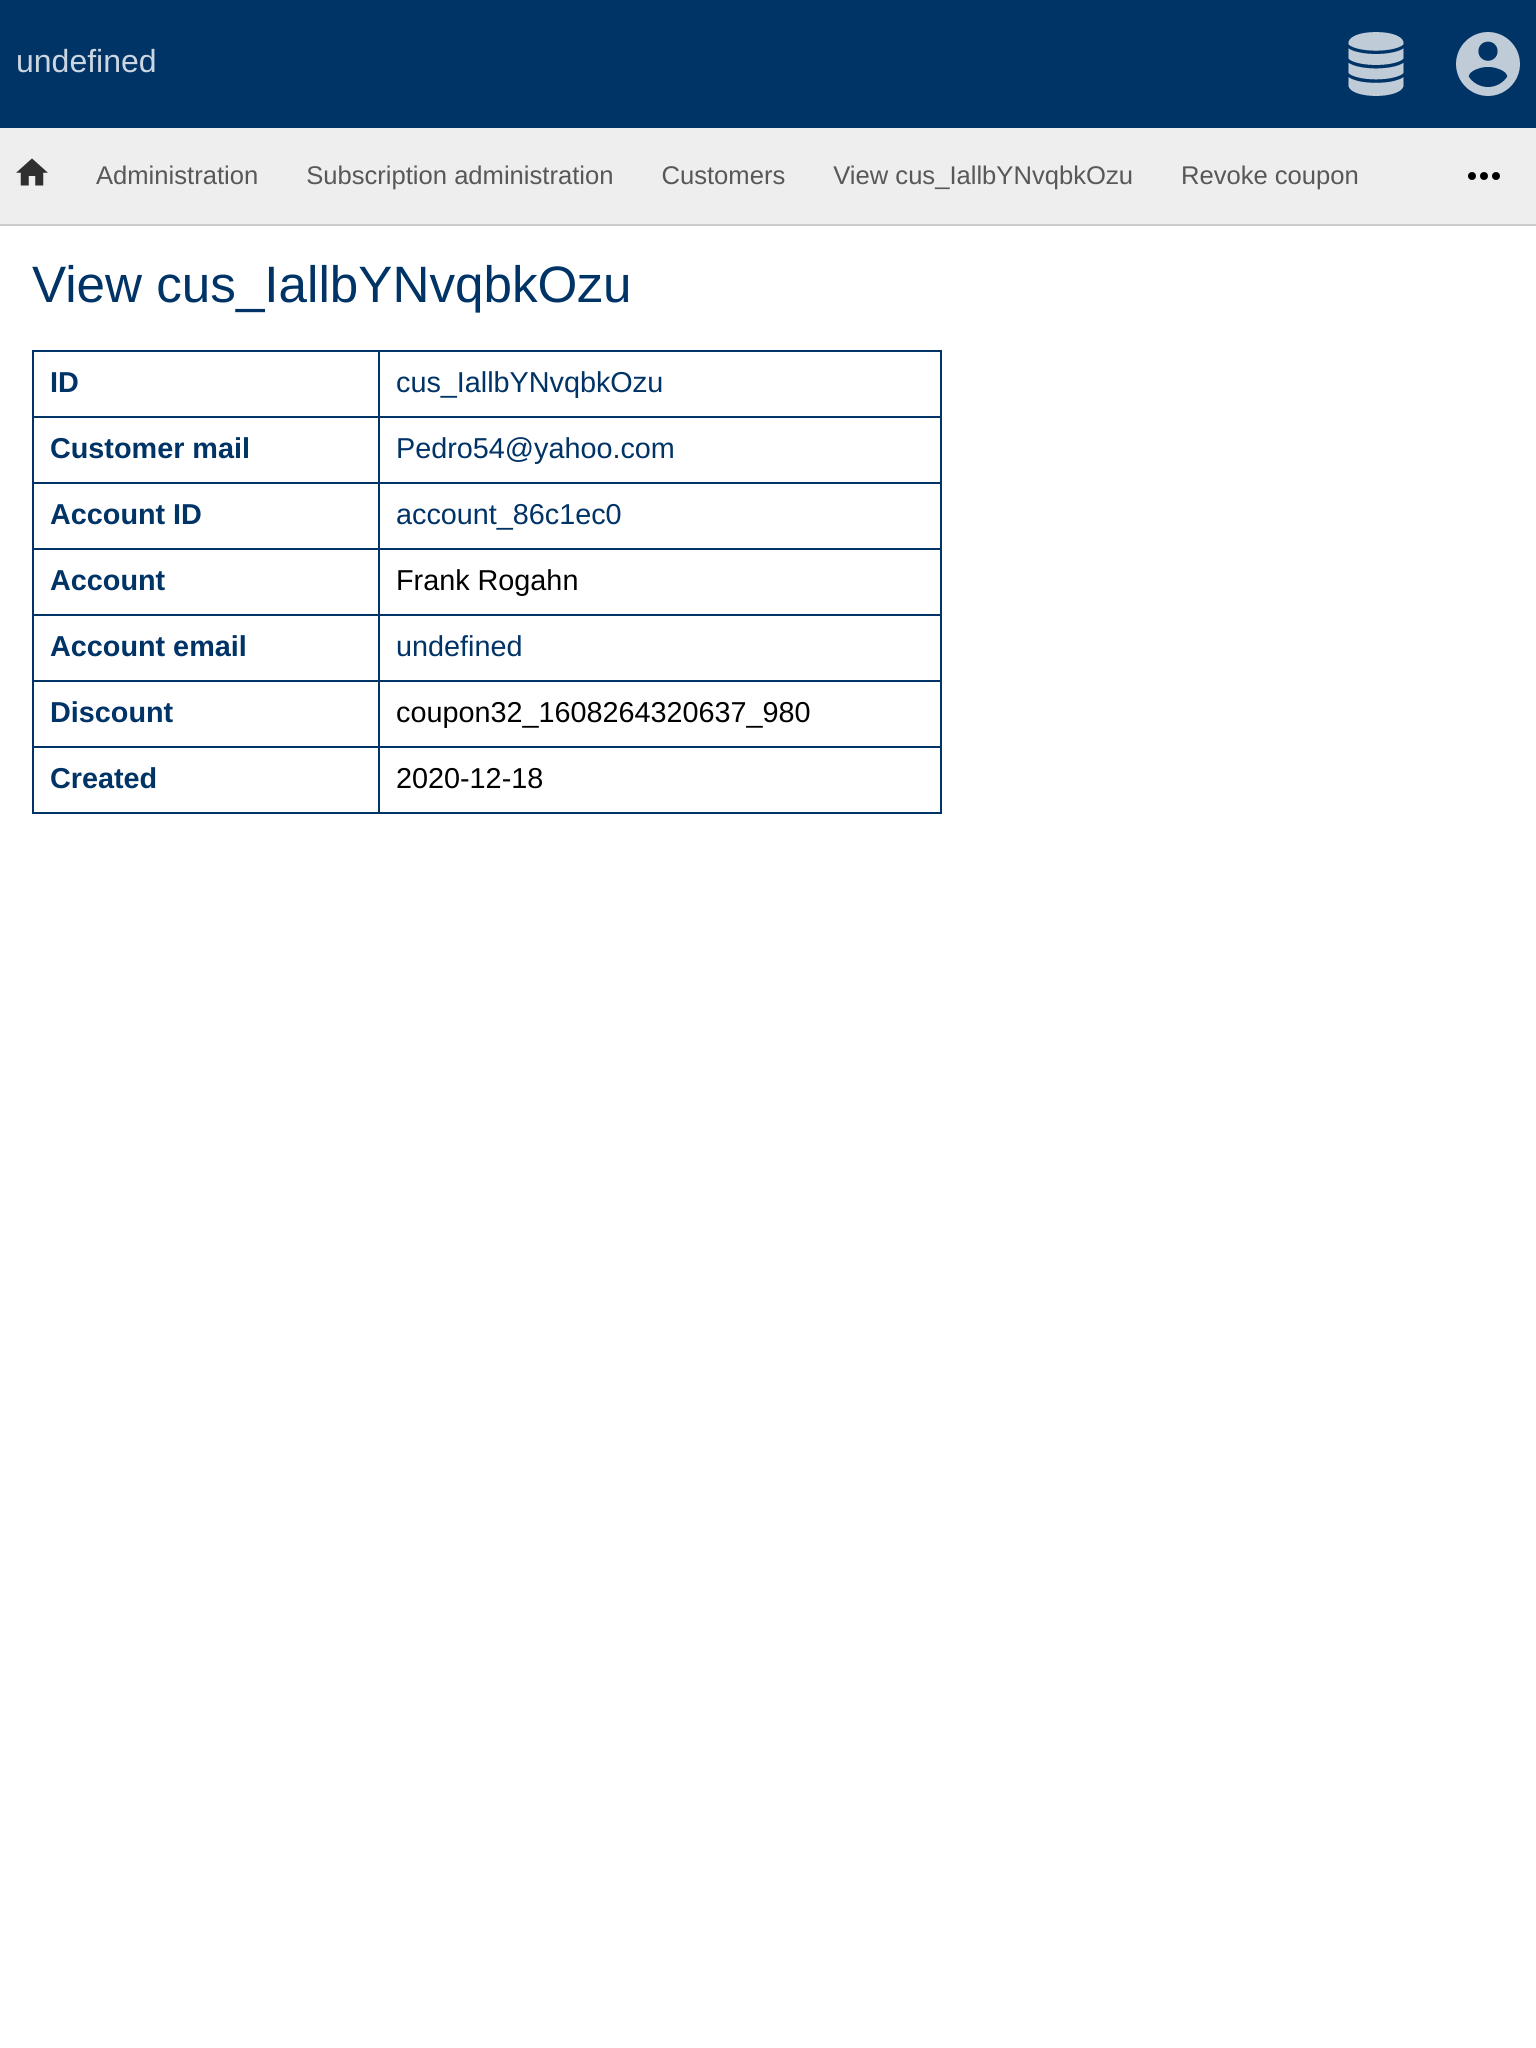 undefined
Administration Subscription administration Customers View cus_IallbYNvqbkOzu Revoke coupon
View cus_IallbYNvqbkOzu
ID cus_IallbYNvqbkOzu
Customer mail Pedro54@yahoo.com
Account ID account_86c1ec0
Account Frank Rogahn
Account email undefined
Discount coupon32_1608264320637_980
Created 2020-12-18